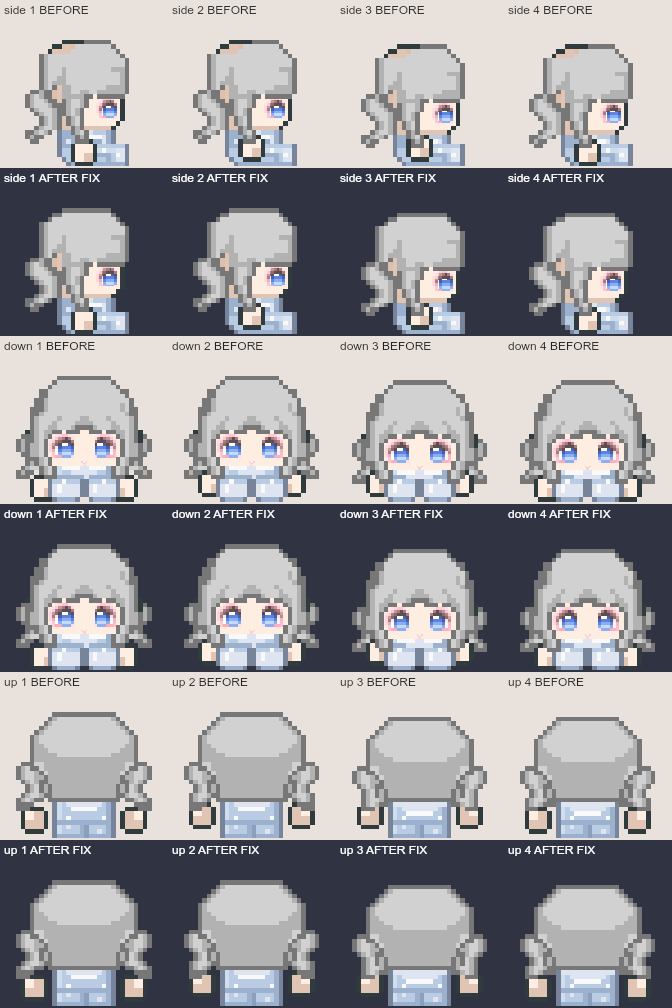 side 1 BEFORE side 2 BEFORE side 3 BEFORE side 4 BEFORE
side 1 AFTER FIX side 2 AFTER FIX side 3 AFTER FIX side 4 AFTER FIX
down 1 BEFORE down 2 BEFORE down 3 BEFORE down 4 BEFORE
down 1 AFTER FIX down 2 AFTER FIX down 3 AFTER FIX down 4 AFTER FIX
up 1 BEFORE up 2 BEFORE up 3 BEFORE up 4 BEFORE
up 1 AFTER FIX up 2 AFTER FIX up 3 AFTER FIX up 4 AFTER FIX